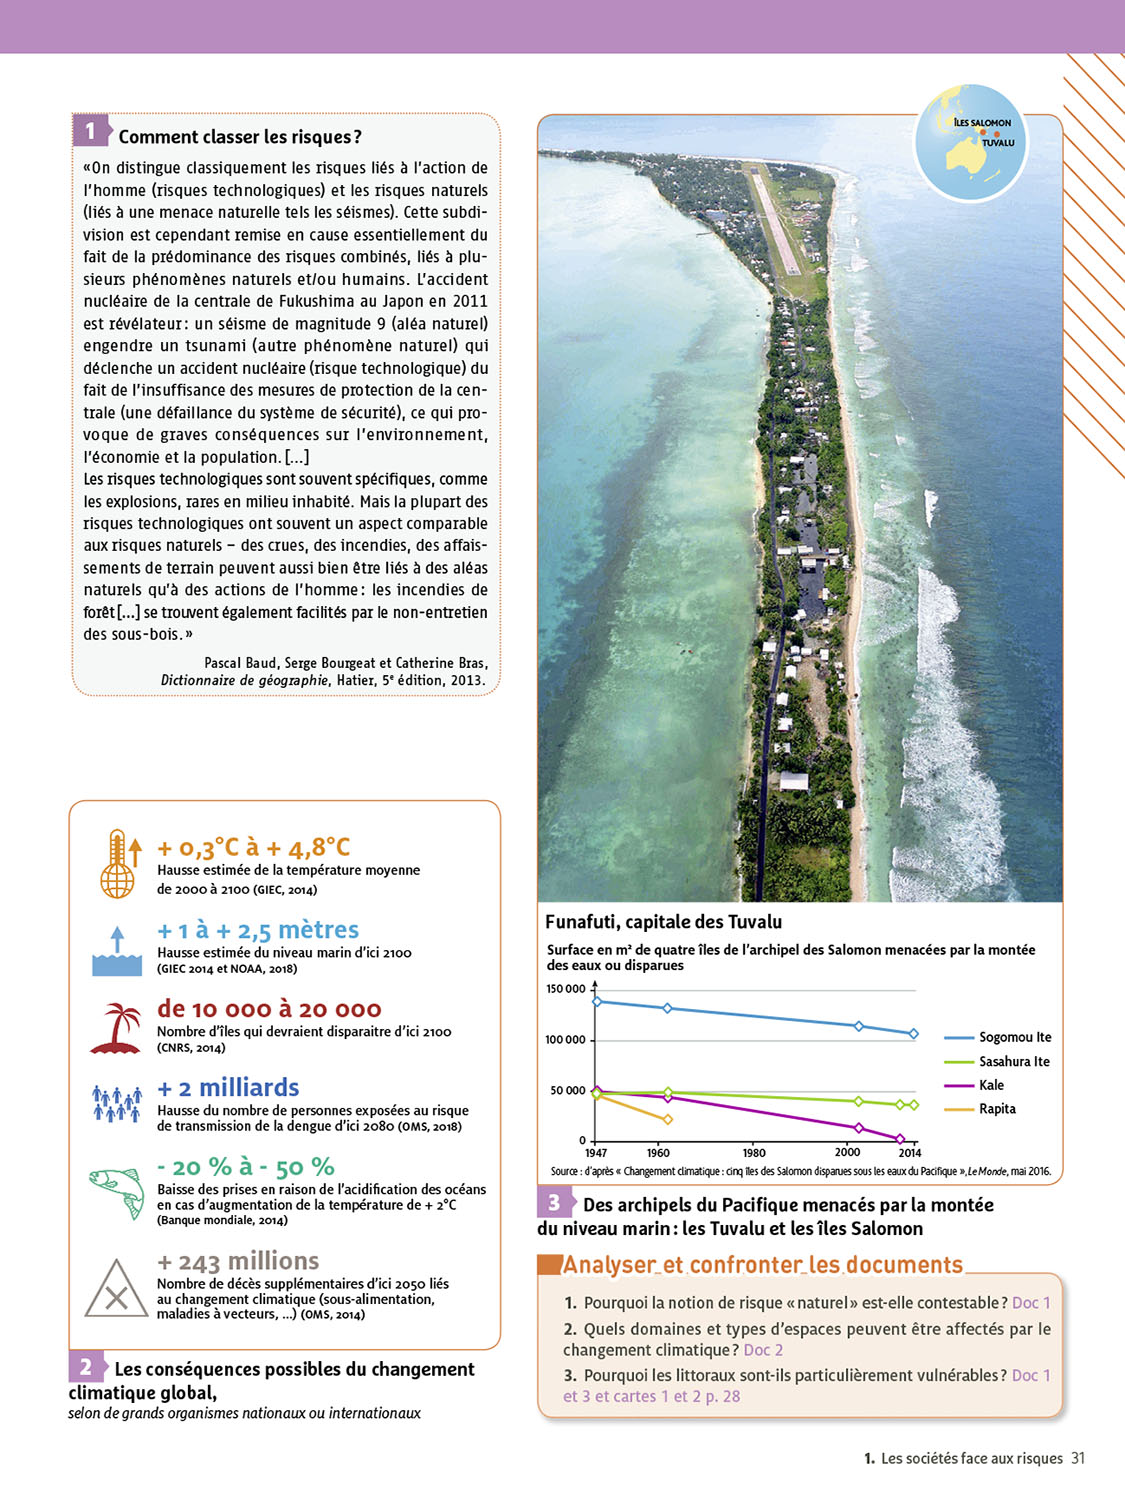 1 Comment classer les risques ?
« On distingue classiquement les risques liés à l'action de
l'homme (risques technologiques) et les risques naturels
(liés à une menace naturelle tels les séismes). Cette subdi-
vision est cependant remise en cause essentiellement du
fait de la prédominance des risques combinés, liés à plu-
sieurs phénomènes naturels et/ou humains. L'accident
nucléaire de la centrale de Fukushima au Japon en 2011
est révélateur : un séisme de magnitude 9 (aléa naturel)
engendre un tsunami (autre phénomène naturel) qui
déclenche un accident nucléaire (risque technologique) du
fait de l'insuffisance des mesures de protection de la cen-
trale (une défaillance du système de sécurité), ce qui pro-
voque de graves conséquences sur l'environnement,
l'économie et la population. [...]
Les risques technologiques sont souvent spécifiques, comme
les explosions, rares en milieu inhabité. Mais la plupart des
risques technologiques ont souvent un aspect comparable
aux risques naturels – des crues, des incendies, des affais-
sements de terrain peuvent aussi bien être liés à des aléas
naturels qu'à des actions de l'homme : les incendies de
forêt [...] se trouvent également facilités par le non-entretien
des sous-bois. »
Pascal Baud, Serge Bourgeat et Catherine Bras,
Dictionnaire de géographie, Hatier, 5e édition, 2013.
+ 0,3°C à + 4,8°C
Hausse estimée de la température moyenne
de 2000 à 2100 (GIEC, 2014)
+ 1 à + 2,5 mètres
Hausse estimée du niveau marin d'ici 2100
(GIEC 2014 et NOAA, 2018)
de 10 000 à 20 000
Nombre d'îles qui devraient disparaitre d'ici 2100
(CNRS, 2014)
+ 2 milliards
Hausse du nombre de personnes exposées au risque
de transmission de la dengue d'ici 2080 (OMS, 2018)
- 20 % à - 50 %
Baisse des prises en raison de l'acidification des océans
en cas d'augmentation de la température de + 2°C
(Banque mondiale, 2014)
+ 243 millions
Nombre de décès supplémentaires d'ici 2050 liés
au changement climatique (sous-alimentation,
maladies à vecteurs, ...) (OMS, 2014)
2 Les conséquences possibles du changement
climatique global,
selon de grands organismes nationaux ou internationaux
ÎLES SALOMON
TUVALU
Funafuti, capitale des Tuvalu
Surface en m² de quatre îles de l'archipel des Salomon menacées par la montée
des eaux ou disparues
150 000
100 000
50 000
0
1947 1960 1980 2000 2014
Sogomou Ite
Sasahura Ite
Kale
Rapita
Source : d'après « Changement climatique : cinq îles des Salomon disparues sous les eaux du Pacifique », Le Monde, mai 2016.
3 Des archipels du Pacifique menacés par la montée
du niveau marin : les Tuvalu et les îles Salomon
Analyser et confronter les documents
1. Pourquoi la notion de risque « naturel » est-elle contestable ? Doc 1
2. Quels domaines et types d'espaces peuvent être affectés par le
changement climatique ? Doc 2
3. Pourquoi les littoraux sont-ils particulièrement vulnérables ? Doc 1
et 3 et cartes 1 et 2 p. 28
1. Les sociétés face aux risques 31